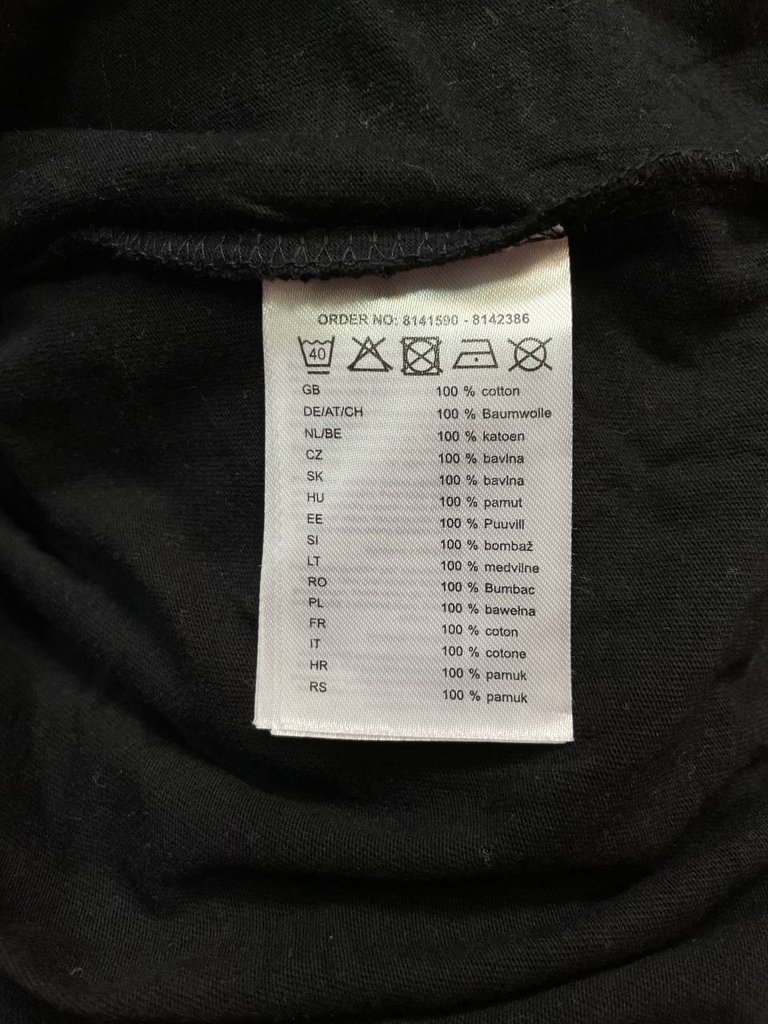 ORDER NO: 8141590 - 8142386
40
GB 100 % cotton
DE/AT/CH 100 % Baumwolle
NL/BE 100 % katoen
CZ 100 % bavlna
SK 100 % bavlna
HU 100 % pamut
EE 100 % Puuvill
SI 100 % bombaž
LT 100 % medvilne
RO 100 % Bumbac
PL 100 % bawełna
FR 100 % coton
IT 100 % cotone
HR 100 % pamuk
RS 100 % pamuk